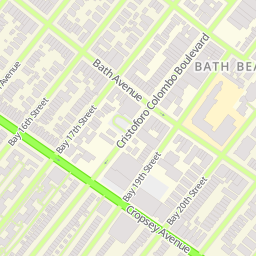 Avenue
Bath Avenue
Cristoforo Colombo Boulevard
BATH BEA
Bay 16th Street
Bay 17th Street
Bay 19th Street
Bay 20th Street
Cropsey Avenue